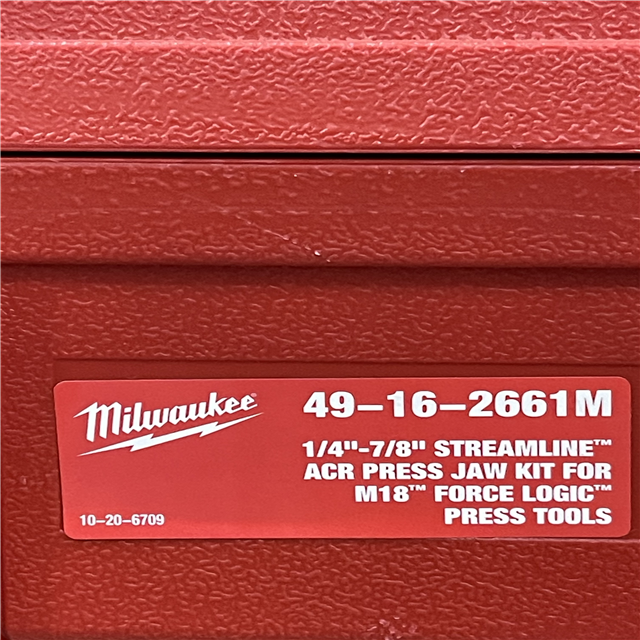 Milwaukee
49-16-2661M
1/4"-7/8" STREAMLINE™
ACR PRESS JAW KIT FOR
M18™ FORCE LOGIC™
PRESS TOOLS
10-20-6709